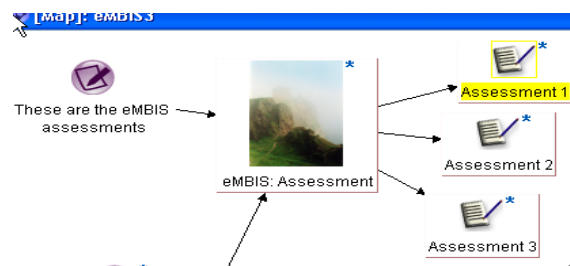 [Map]: eMBIS3
These are the eMBIS
assessments
eMBIS: Assessment
Assessment 1
Assessment 2
Assessment 3